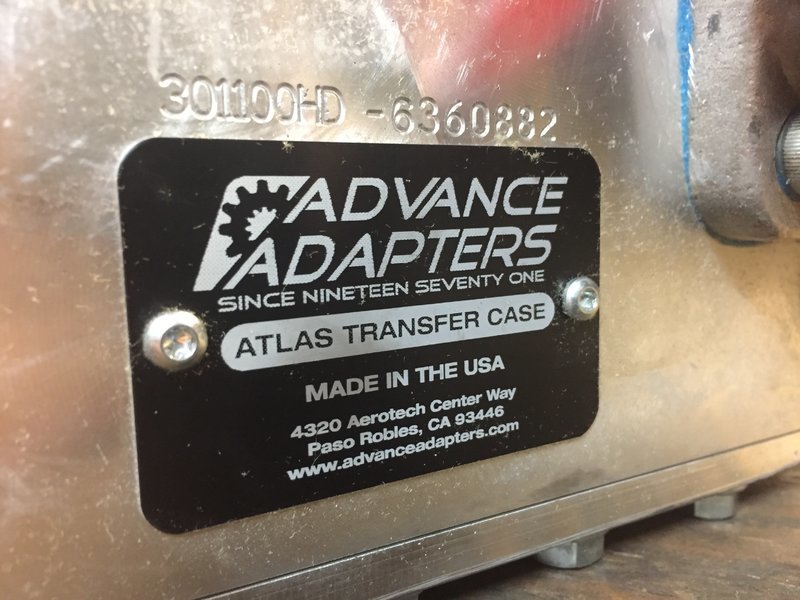 301100HD -6360882
ADVANCE
ADAPTERS
SINCE NINETEEN SEVENTY ONE
ATLAS TRANSFER CASE
MADE IN THE USA
4320 Aerotech Center Way
Paso Robles, CA 93446
www.advanceadapters.com